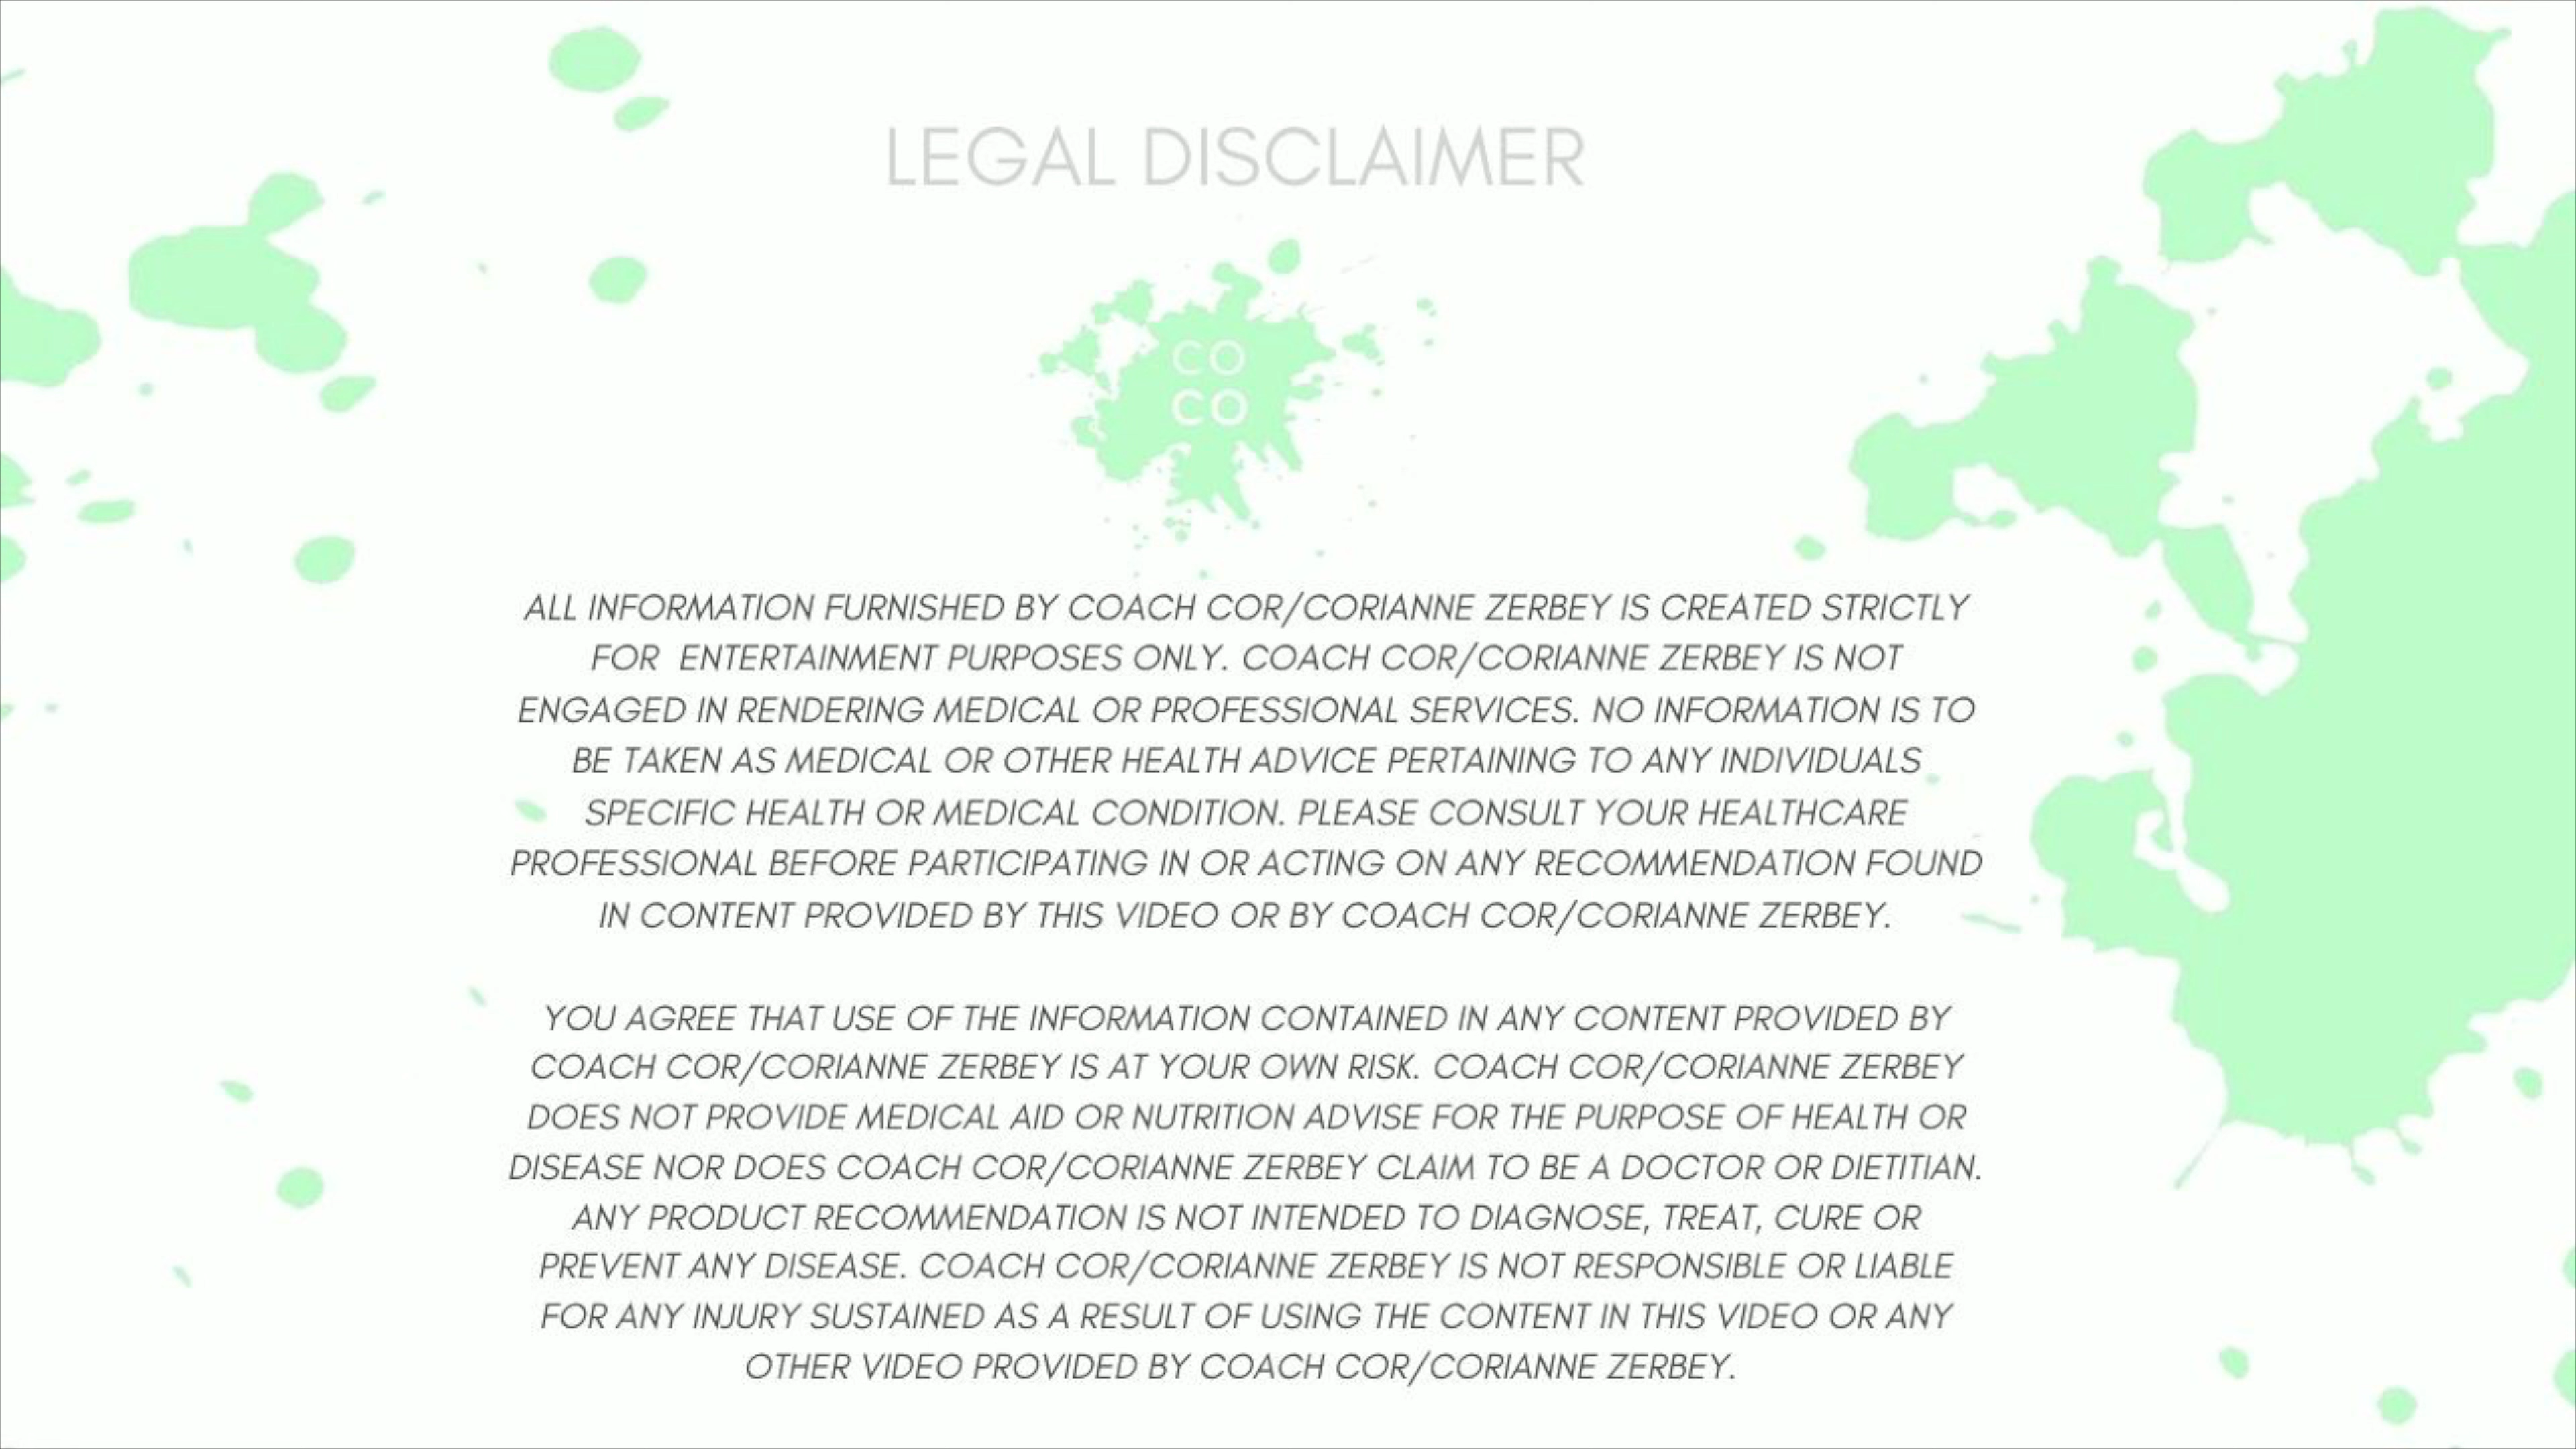 LEGAL DISCLAIMER
CO
CO
ALL INFORMATION FURNISHED BY COACH COR/CORIANNE ZERBEY IS CREATED STRICTLY
FOR ENTERTAINMENT PURPOSES ONLY. COACH COR/CORIANNE ZERBEY IS NOT
ENGAGED IN RENDERING MEDICAL OR PROFESSIONAL SERVICES. NO INFORMATION IS TO
BE TAKEN AS MEDICAL OR OTHER HEALTH ADVICE PERTAINING TO ANY INDIVIDUALS
SPECIFIC HEALTH OR MEDICAL CONDITION. PLEASE CONSULT YOUR HEALTHCARE
PROFESSIONAL BEFORE PARTICIPATING IN OR ACTING ON ANY RECOMMENDATION FOUND
IN CONTENT PROVIDED BY THIS VIDEO OR BY COACH COR/CORIANNE ZERBEY.
YOU AGREE THAT USE OF THE INFORMATION CONTAINED IN ANY CONTENT PROVIDED BY
COACH COR/CORIANNE ZERBEY IS AT YOUR OWN RISK. COACH COR/CORIANNE ZERBEY
DOES NOT PROVIDE MEDICAL AID OR NUTRITION ADVISE FOR THE PURPOSE OF HEALTH OR
DISEASE NOR DOES COACH COR/CORIANNE ZERBEY CLAIM TO BE A DOCTOR OR DIETITIAN.
ANY PRODUCT RECOMMENDATION IS NOT INTENDED TO DIAGNOSE, TREAT, CURE OR
PREVENT ANY DISEASE. COACH COR/CORIANNE ZERBEY IS NOT RESPONSIBLE OR LIABLE
FOR ANY INJURY SUSTAINED AS A RESULT OF USING THE CONTENT IN THIS VIDEO OR ANY
OTHER VIDEO PROVIDED BY COACH COR/CORIANNE ZERBEY.